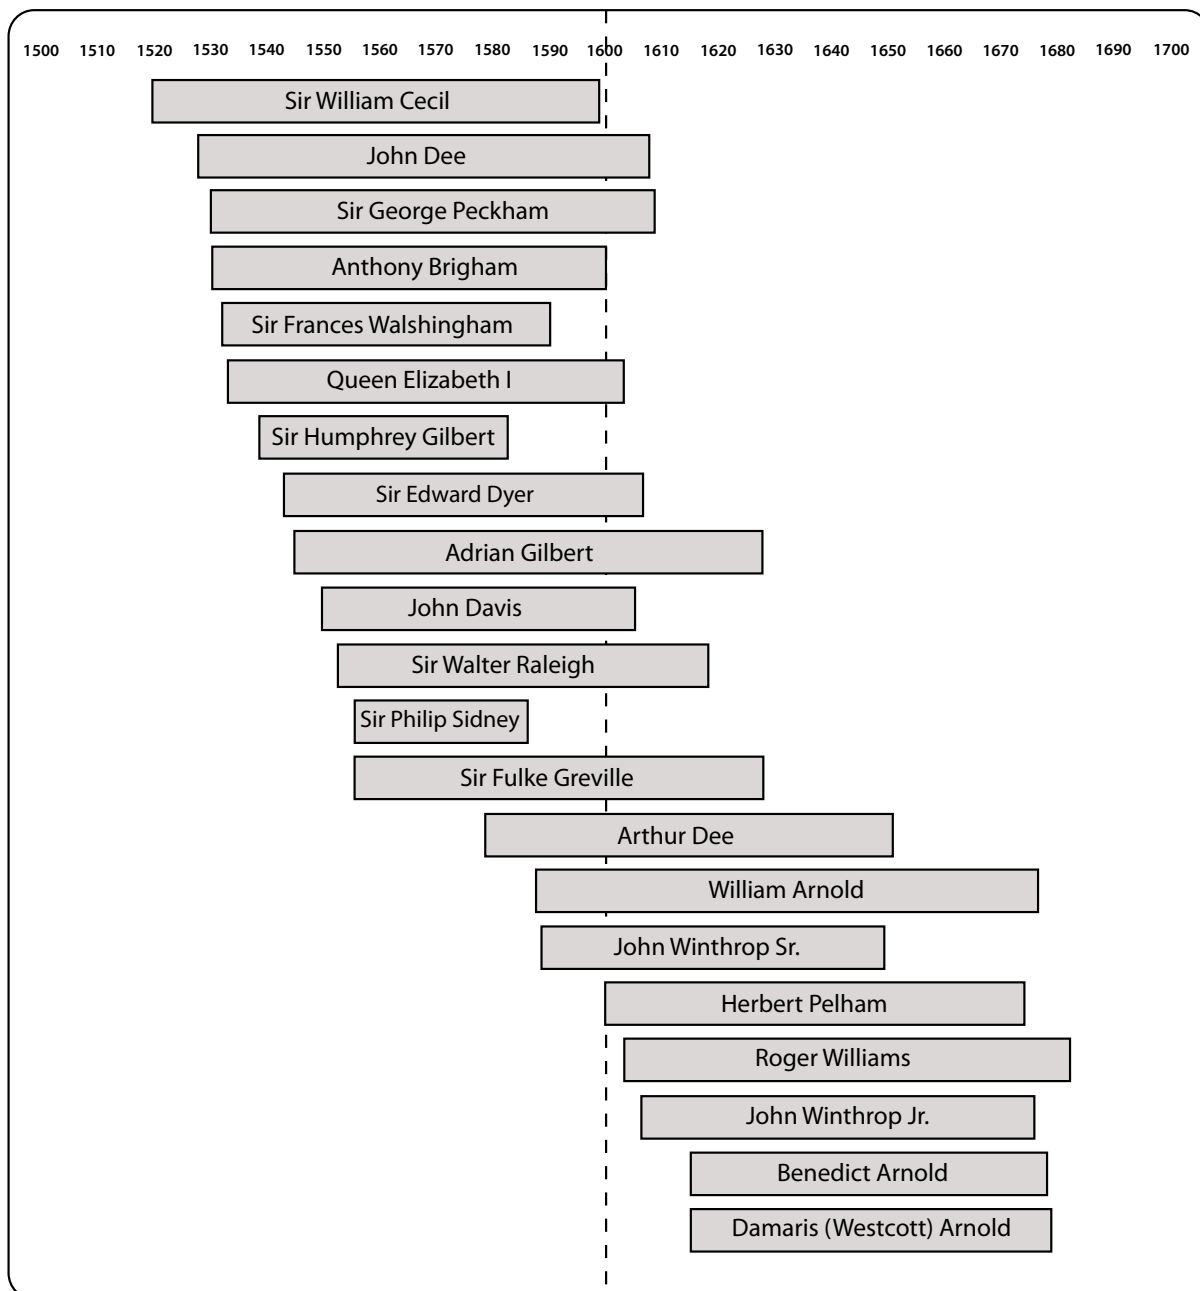 1500 1510 1520 1530 1540 1550 1560 1570 1580 1590 1600 1610 1620 1630 1640 1650 1660 1670 1680 1690 1700
Sir William Cecil
John Dee
Sir George Peckham
Anthony Brigham
Sir Frances Walshingham
Queen Elizabeth I
Sir Humphrey Gilbert
Sir Edward Dyer
Adrian Gilbert
John Davis
Sir Walter Raleigh
Sir Philip Sidney
Sir Fulke Greville
Arthur Dee
William Arnold
John Winthrop Sr.
Herbert Pelham
Roger Williams
John Winthrop Jr.
Benedict Arnold
Damaris (Westcott) Arnold